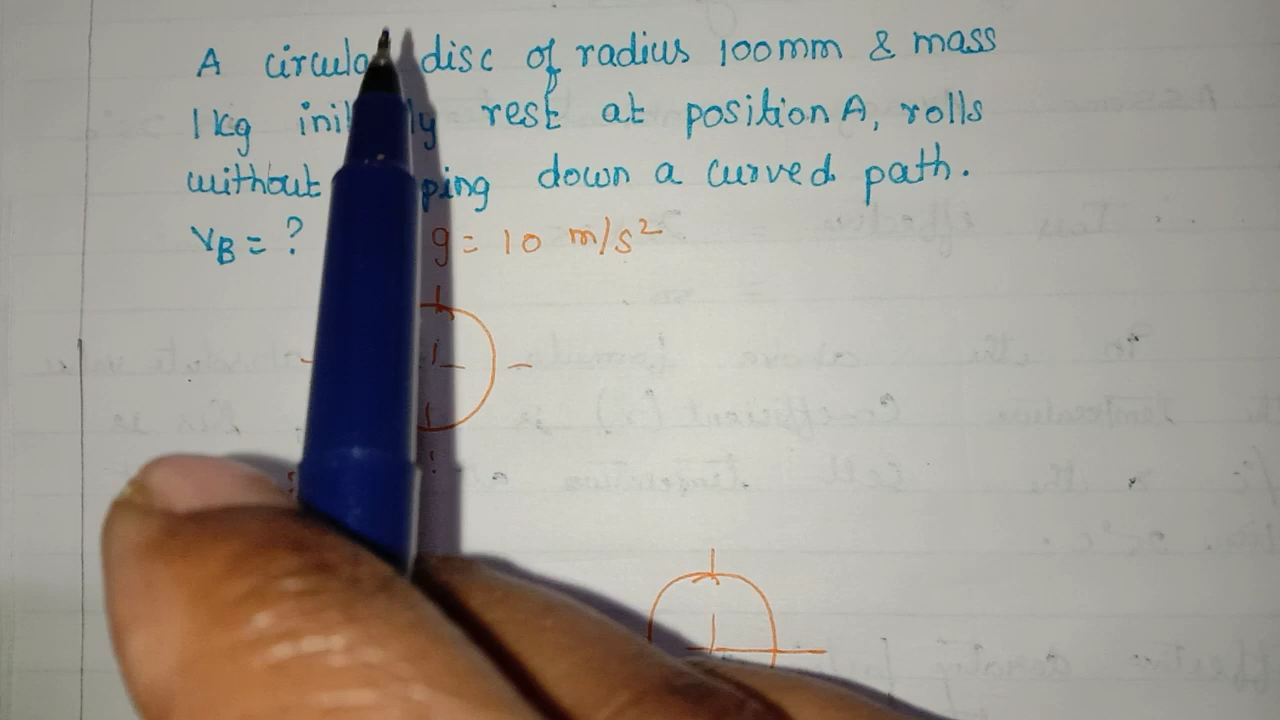 A circula disc of radius 100mm & mass
1kg ini ly rest at position A, rolls
without ping down a curved path.
VB = ? g = 10 m/s²